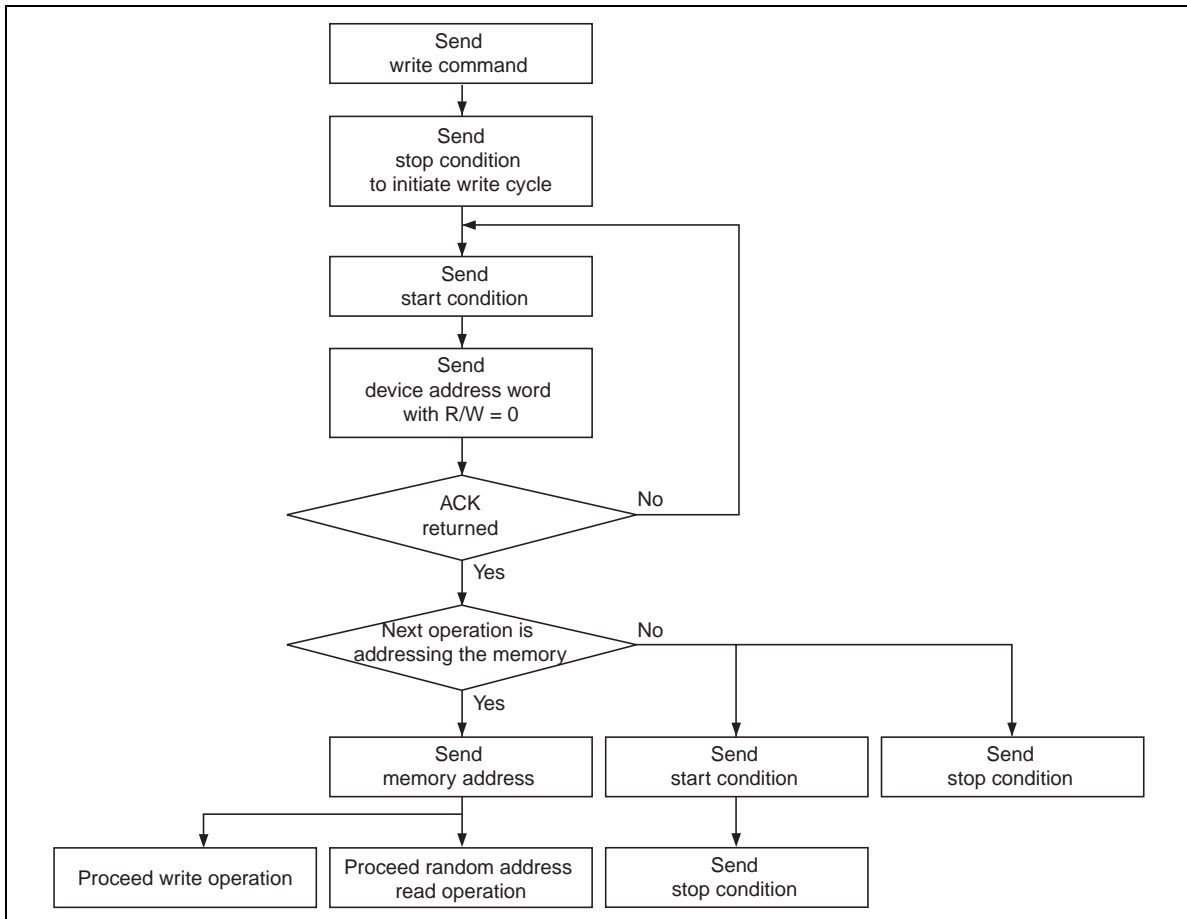 Send
write command
Send
stop condition
to initiate write cycle
Send
start condition
Send
device address word
with R/W = 0
ACK
returned
No
Yes
Next operation is
addressing the memory
No
Yes
Send
memory address
Send
start condition
Send
stop condition
Proceed write operation
Proceed random address
read operation
Send
stop condition